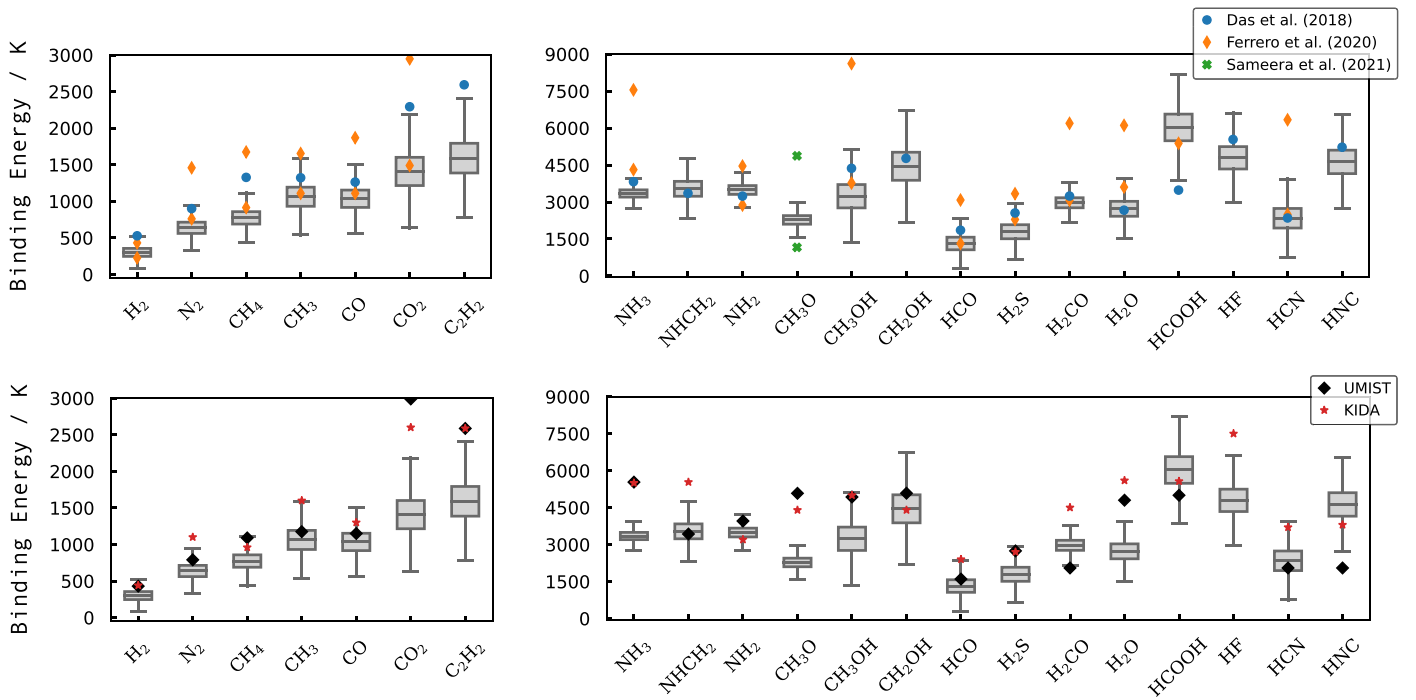 Das et al. (2018)
Ferrero et al. (2020)
Sameera et al. (2021)
Binding Energy / K
3000
2500
2000
1500
1000
500
0
H₂
N₂
CH₄
CH₃
CO
CO₂
C₂H₂
9000
7500
6000
4500
3000
1500
0
NH₃
NHCH₂
NH₂
CH₃O
CH₃OH
CH₂OH
HCO
H₂S
H₂CO
H₂O
HCOOH
HF
HCN
HNC
UMIST
KIDA
Binding Energy / K
3000
2500
2000
1500
1000
500
0
H₂
N₂
CH₄
CH₃
CO
CO₂
C₂H₂
9000
7500
6000
4500
3000
1500
0
NH₃
NHCH₂
NH₂
CH₃O
CH₃OH
CH₂OH
HCO
H₂S
H₂CO
H₂O
HCOOH
HF
HCN
HNC